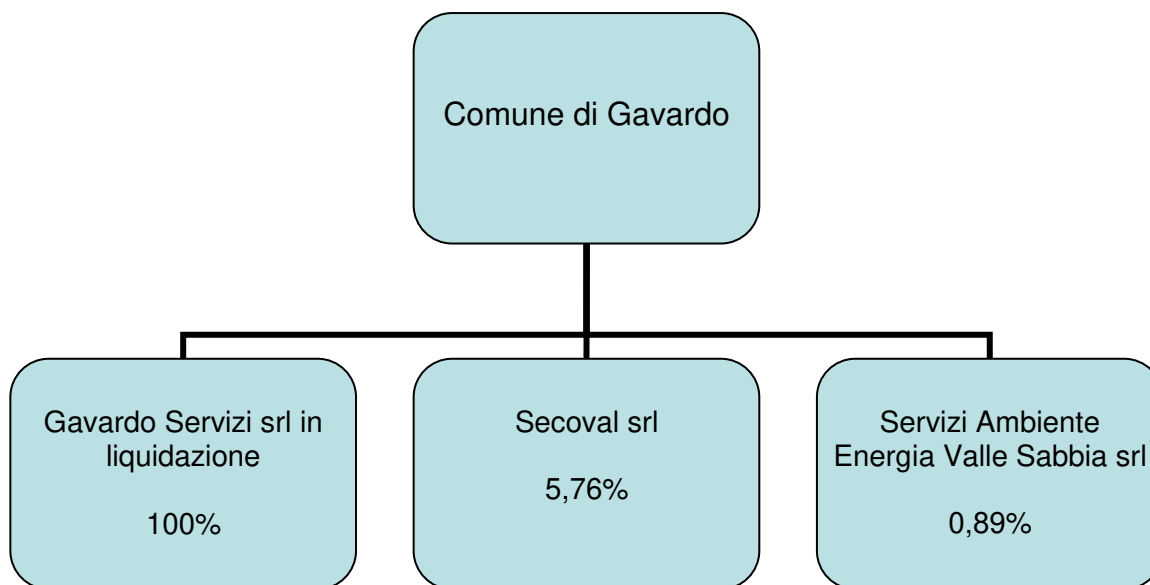 Comune di Gavardo
Gavardo Servizi srl in
liquidazione
100%
Secoval srl
5,76%
Servizi Ambiente
Energia Valle Sabbia srl
0,89%